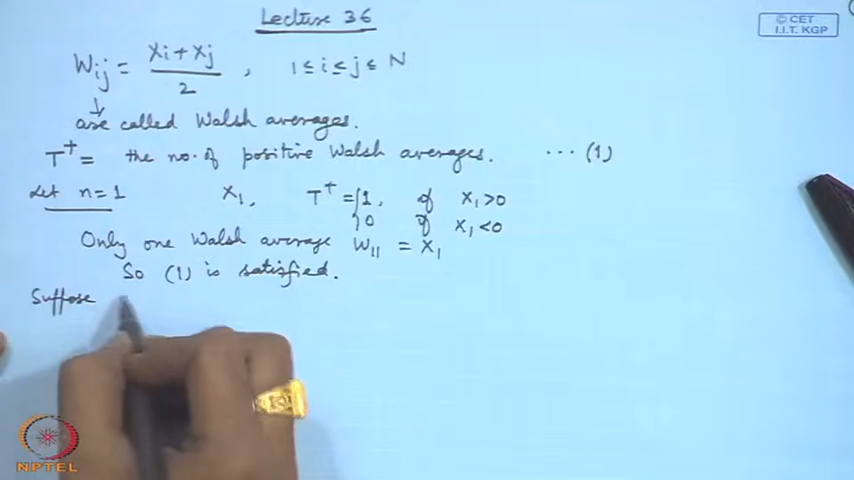 Lecture 36
© CET
I.I.T. KGP
Wij = Xi + Xj / 2 , 1 ≤ i ≤ j ≤ N
are called Walsh averages.
T+ = the no. of positive Walsh averages. ... (1)
Let n=1 X1, T+ = 1, if X1 > 0
0 if X1 < 0
Only one Walsh average W11 = X1
So (1) is satisfied.
Suppose
NPTEL